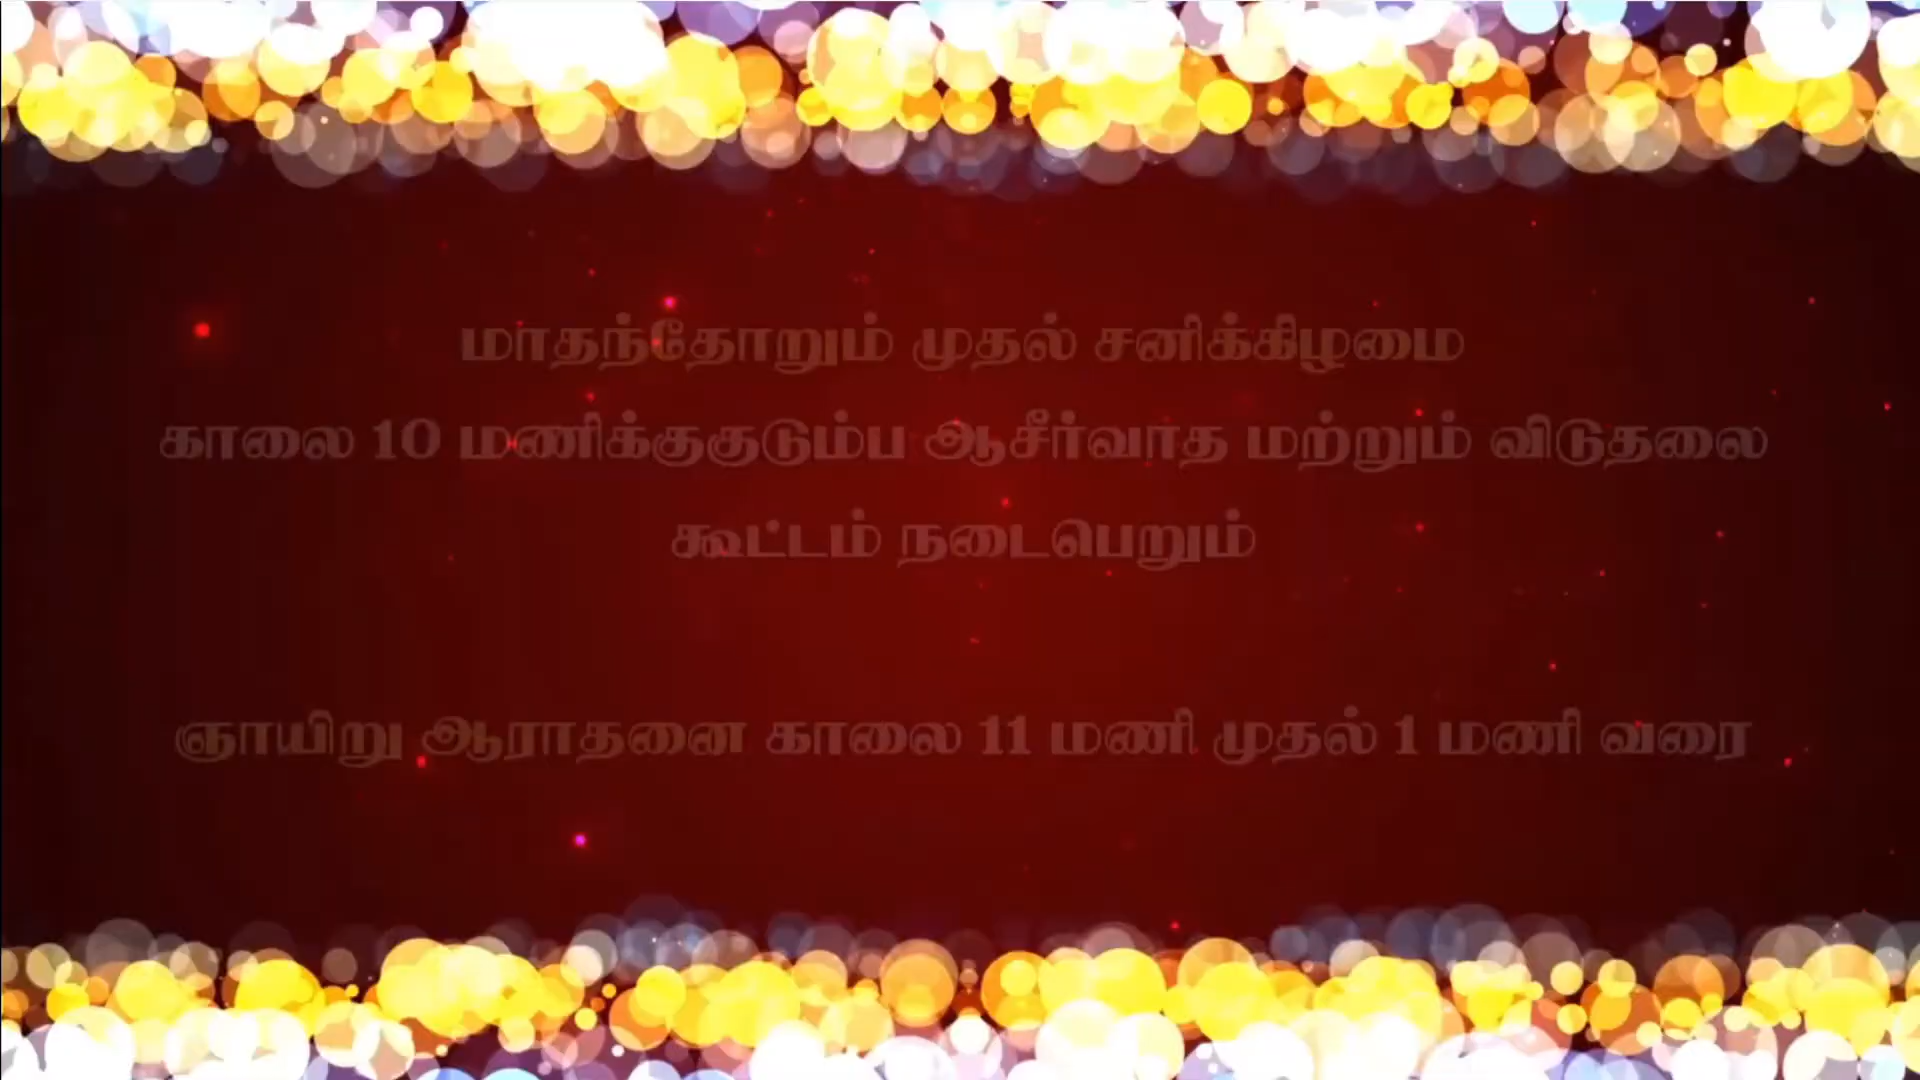 மாதந்தோறும் முதல் சனிக்கிழமை
காலை 10 மணிக்குகுடும்ப ஆசீர்வாத மற்றும் விடுதலை
கூட்டம் நடைபெறும்
ஞாயிறு ஆராதனை காலை 11 மணி முதல் 1 மணி வரை